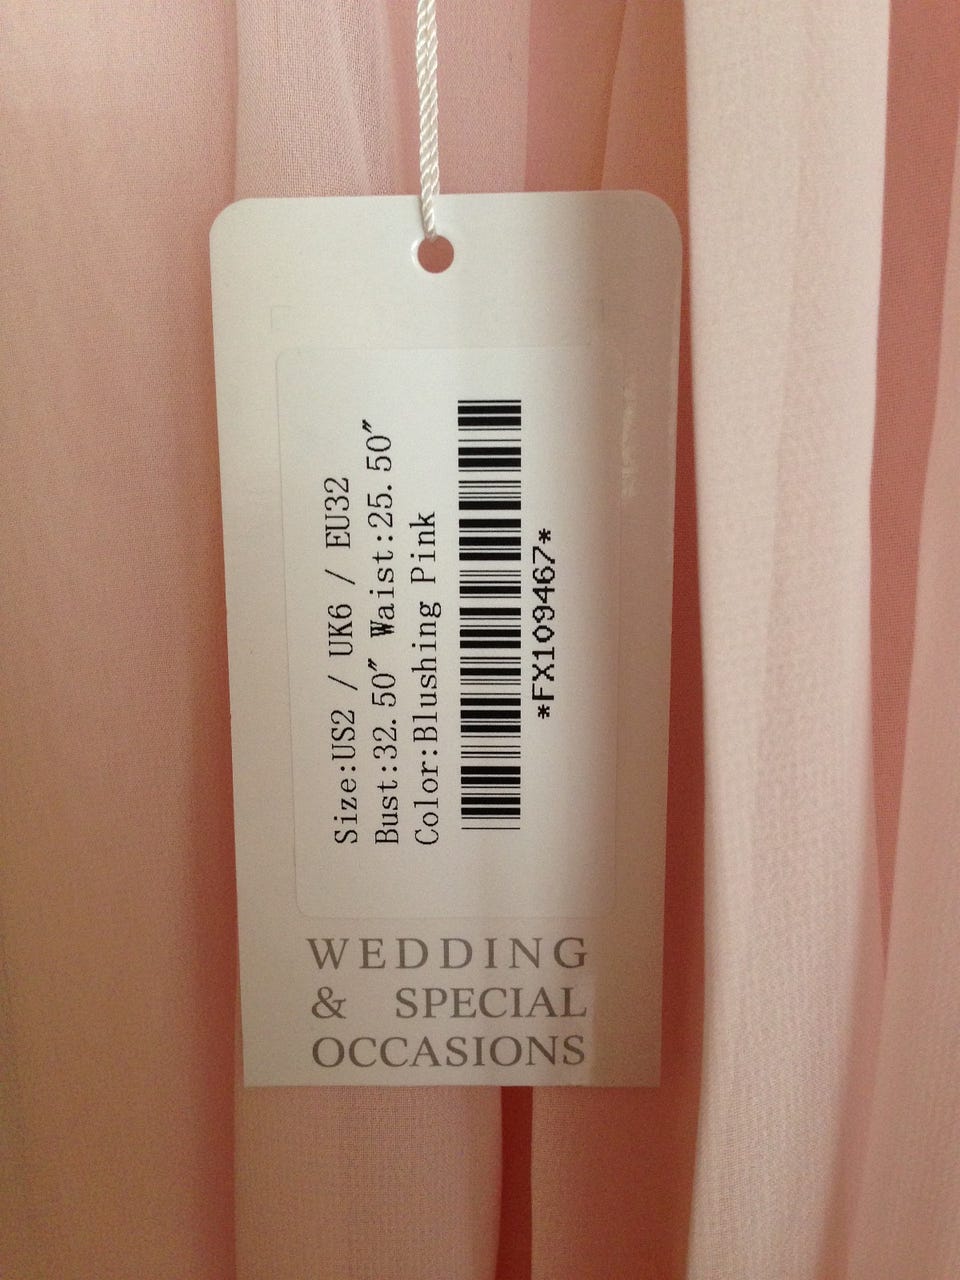 Size:US2 / UK6 / EU32
Bust:32.50″ Waist:25.50″
Color:Blushing Pink
*FX109467*
WEDDING
& SPECIAL
OCCASIONS